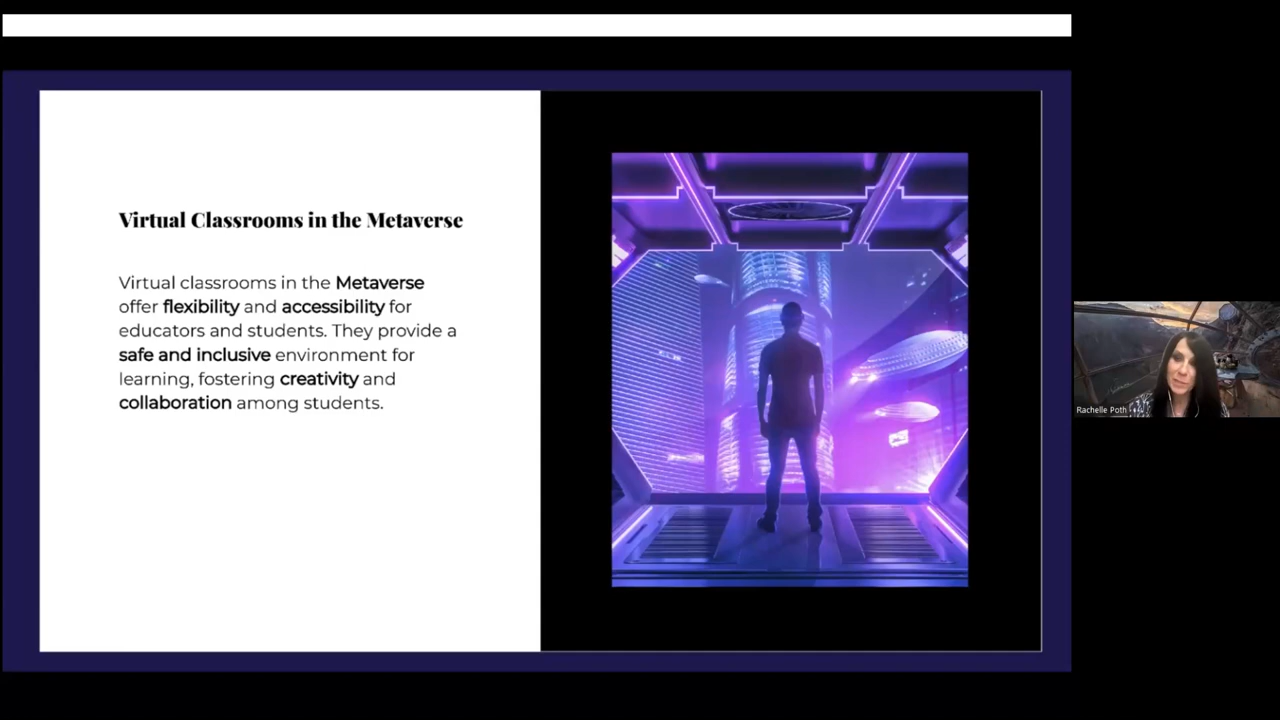 Virtual Classrooms in the Metaverse
Virtual classrooms in the Metaverse
offer flexibility and accessibility for
educators and students. They provide a
safe and inclusive environment for
learning, fostering creativity and
collaboration among students.
Rachelle Poth